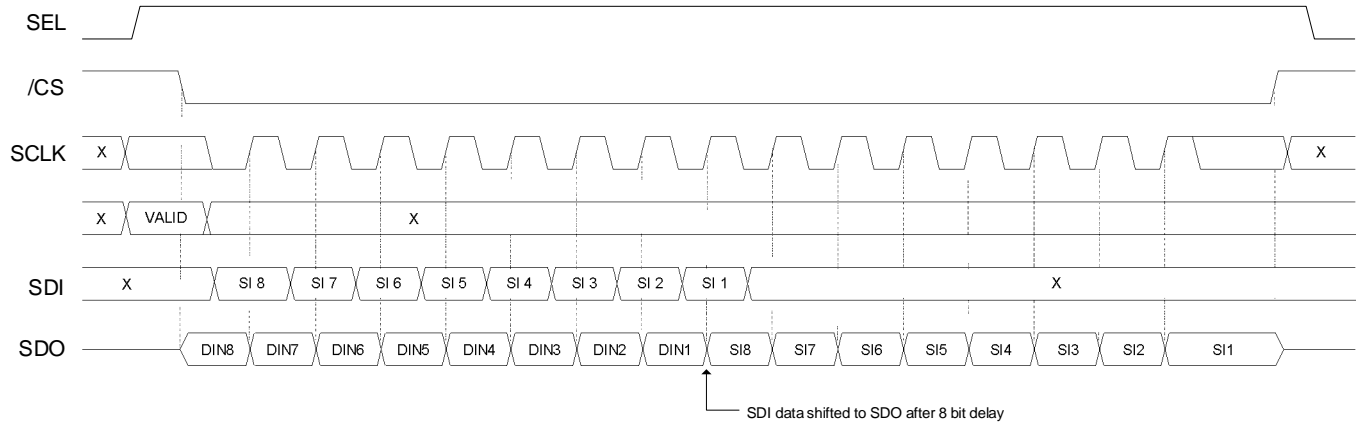 SEL
/CS
SCLK X X
X VALID X
SDI X SI 8 SI 7 SI 6 SI 5 SI 4 SI 3 SI 2 SI 1 X
SDO DIN8 DIN7 DIN6 DIN5 DIN4 DIN3 DIN2 DIN1 SI8 SI7 SI6 SI5 SI4 SI3 SI2 SI1
SDI data shifted to SDO after 8 bit delay